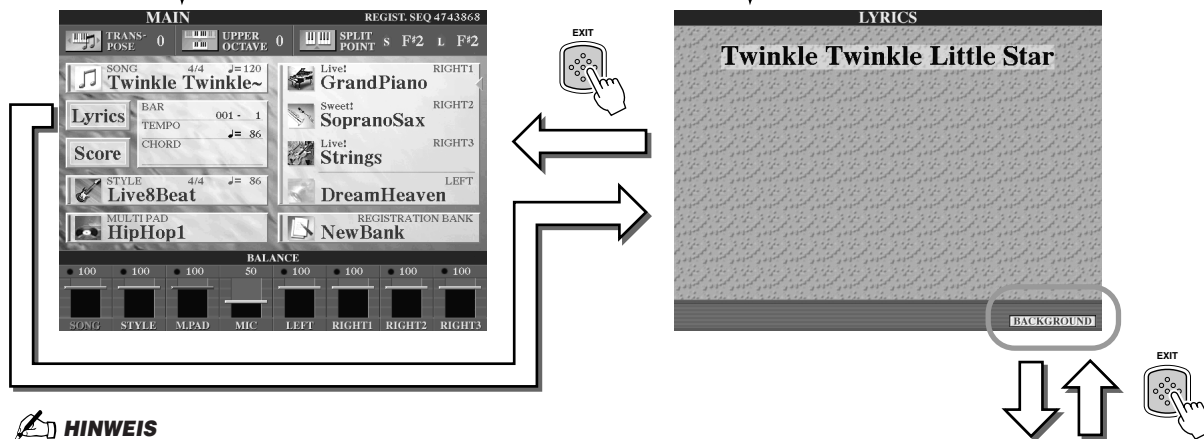 MAIN
REGIST. SEQ 4743868
TRANS-
POSE 0
UPPER
OCTAVE 0
SPLIT
POINT S F#2 L F#2
SONG 4/4 ♩=120
Twinkle Twinkle~
Lyrics
BAR 001 - 1
TEMPO ♩= 86
CHORD
Score
STYLE 4/4 ♩= 86
Live8Beat
MULTI PAD
HipHop1
Live! RIGHT1
GrandPiano
Sweet! RIGHT2
SopranoSax
Live! RIGHT3
Strings
LEFT
DreamHeaven
REGISTRATION BANK
NewBank
BALANCE
100 100 100 50 100 100 100 100
SONG STYLE M.PAD MIC LEFT RIGHT1 RIGHT2 RIGHT3
EXIT
LYRICS
Twinkle Twinkle Little Star
BACKGROUND
EXIT
HINWEIS